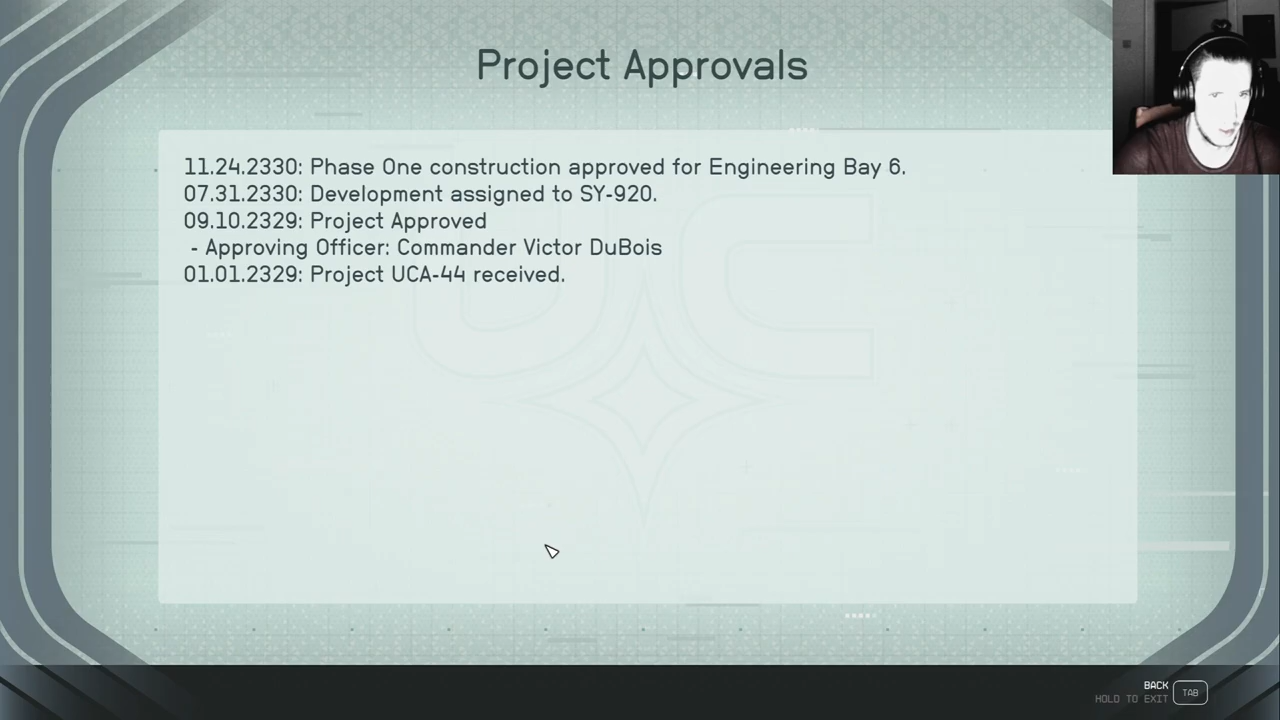 Project Approvals
11.24.2330: Phase One construction approved for Engineering Bay 6.
07.31.2330: Development assigned to SY-920.
09.10.2329: Project Approved
- Approving Officer: Commander Victor DuBois
01.01.2329: Project UCA-44 received.
UC
BACK
HOLD TO EXIT TAB